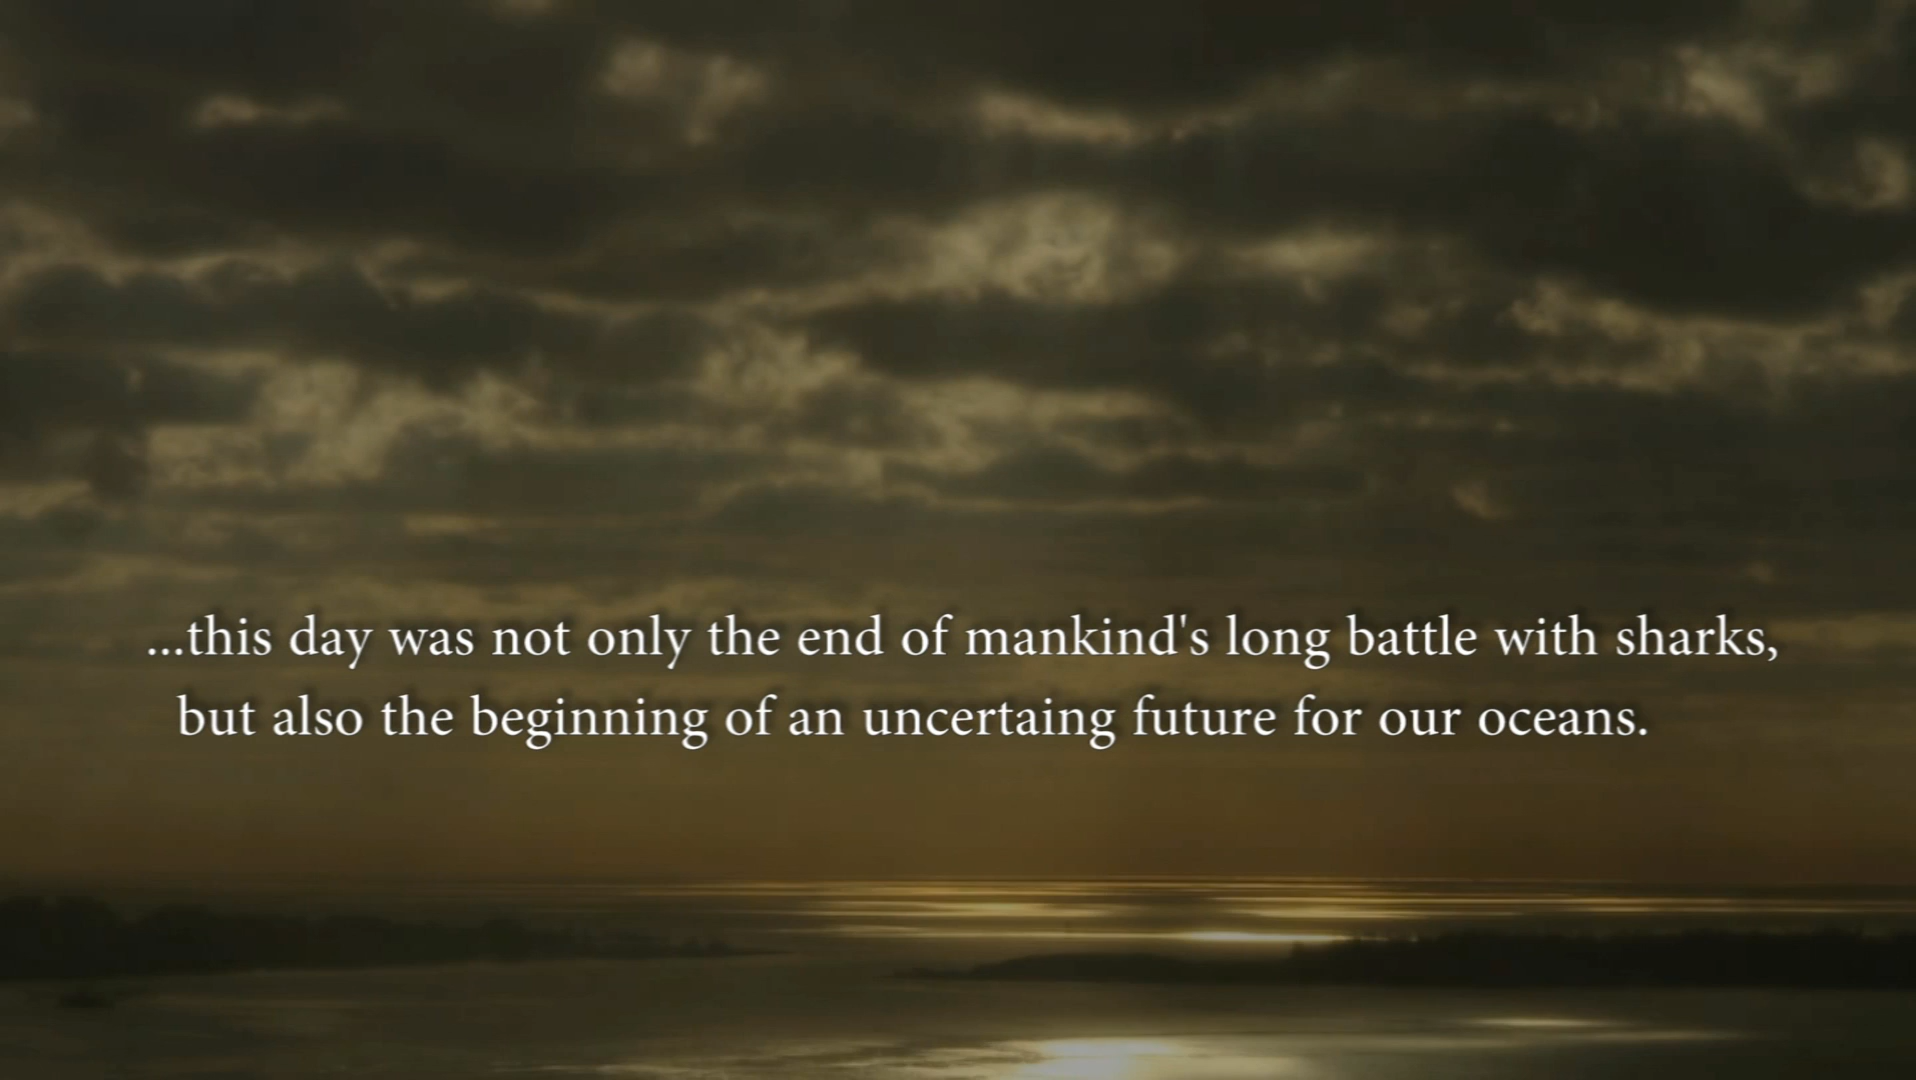 ...this day was not only the end of mankind's long battle with sharks,
but also the beginning of an uncertaing future for our oceans.